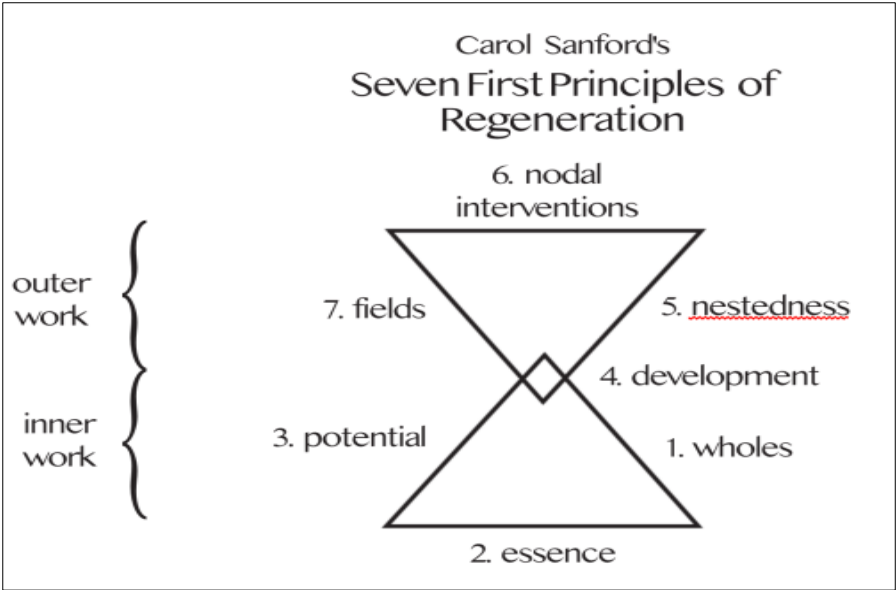 Carol Sanford's
Seven First Principles of
Regeneration
6. nodal
interventions
outer
work
7. fields
5. nestedness
4. development
inner
work
3. potential
1. wholes
2. essence